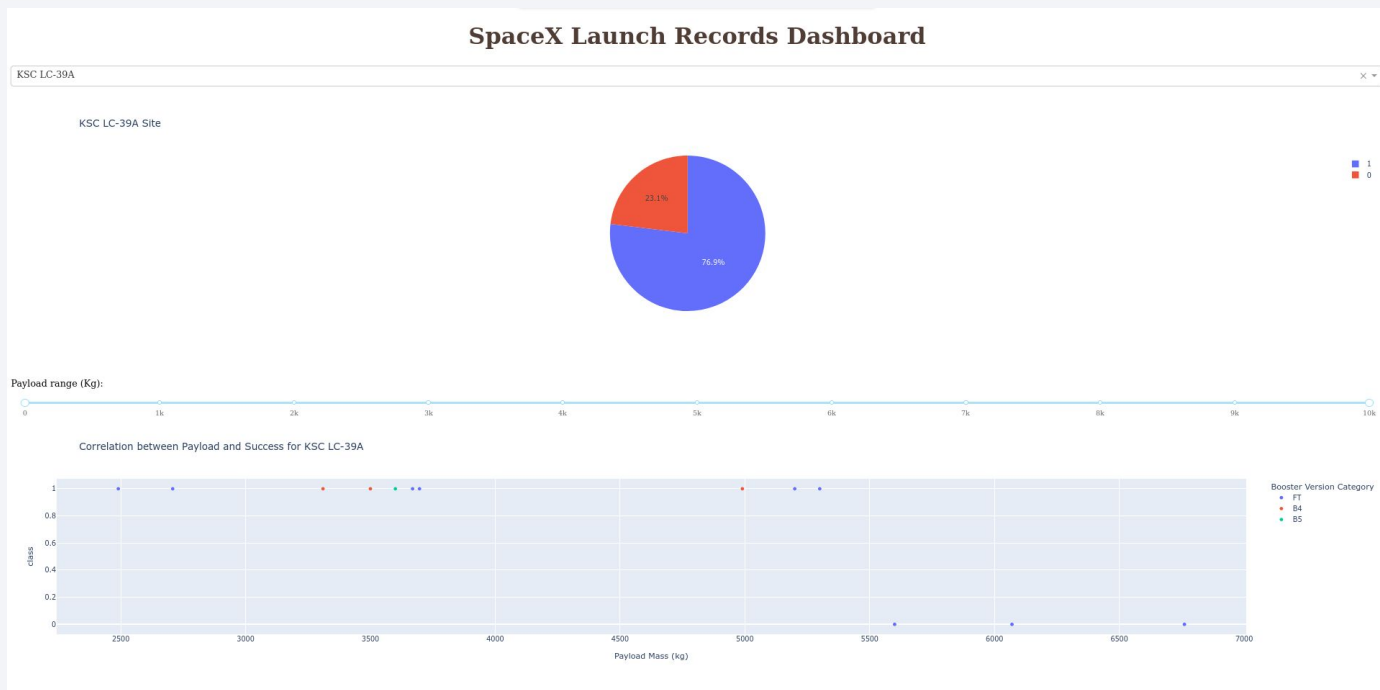 SpaceX Launch Records Dashboard
KSC LC-39A × 
KSC LC-39A Site
1
0
23.1%
76.9%
Payload range (Kg):
0 1k 2k 3k 4k 5k 6k 7k 8k 9k 10k
Correlation between Payload and Success for KSC LC-39A
Booster Version Category
FT
B4
B5
1
0.8
0.6
0.4
0.2
0
class
2500 3000 3500 4000 4500 5000 5500 6000 6500 7000
Payload Mass (kg)